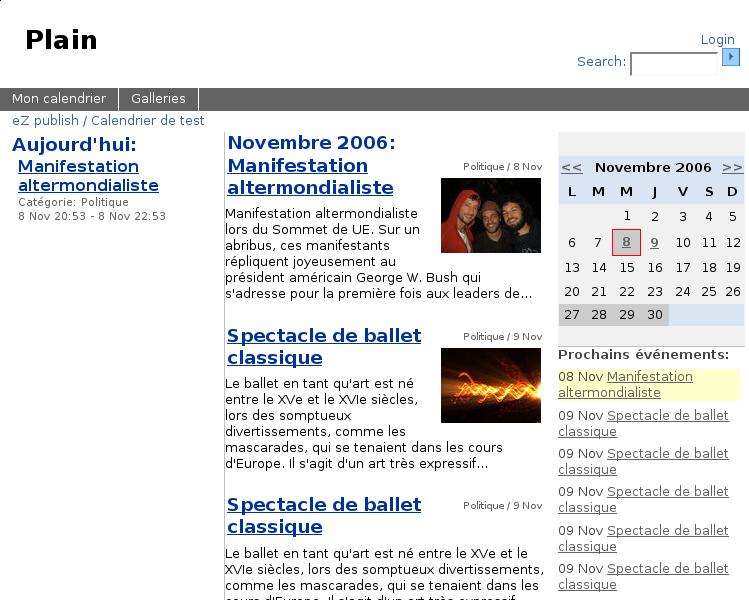 Plain
Login
Search:
Mon calendrier Galleries
eZ publish / Calendrier de test
Aujourd'hui:
Manifestation
altermondialiste
Catégorie: Politique
8 Nov 20:53 - 8 Nov 22:53
Novembre 2006:
Manifestation
altermondialiste
Politique / 8 Nov
Manifestation altermondialiste
lors du Sommet de UE. Sur un
abribus, ces manifestants
répliquent joyeusement au
président américain George W. Bush qui
s'adresse pour la première fois aux leaders de...
Spectacle de ballet
classique
Politique / 9 Nov
Le ballet en tant qu'art est né
entre le XVe et le XVIe siècles,
lors des somptueux
divertissements, comme les
mascarades, qui se tenaient dans les cours
d'Europe. Il s'agit d'un art très expressif...
Spectacle de ballet
classique
Politique / 9 Nov
Le ballet en tant qu'art est né entre le XVe et le
XVIe siècles, lors des somptueux divertissements,
comme les mascarades, qui se tenaient dans les
cours d'Europe. Il s'agit d'un art très expressif
<< Novembre 2006 >>
L M M J V S D
1 2 3 4 5
6 7 8 9 10 11 12
13 14 15 16 17 18 19
20 21 22 23 24 25 26
27 28 29 30
Prochains événements:
08 Nov Manifestation
altermondialiste
09 Nov Spectacle de ballet
classique
09 Nov Spectacle de ballet
classique
09 Nov Spectacle de ballet
classique
09 Nov Spectacle de ballet
classique
09 Nov Spectacle de ballet
classique